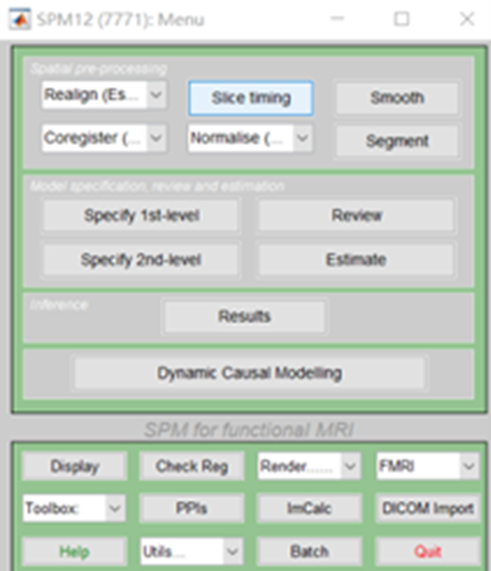 SPM12 (7771): Menu
Spatial pre-processing
Realign (Es... Slice timing Smooth
Coregister (... Normalise (... Segment
Model specification, review and estimation
Specify 1st-level Review
Specify 2nd-level Estimate
Inference
Results
Dynamic Causal Modelling
SPM for functional MRI
Display Check Reg Render...... FMRI
Toolbox: PPIs ImCalc DICOM Import
Help Utils... Batch Quit